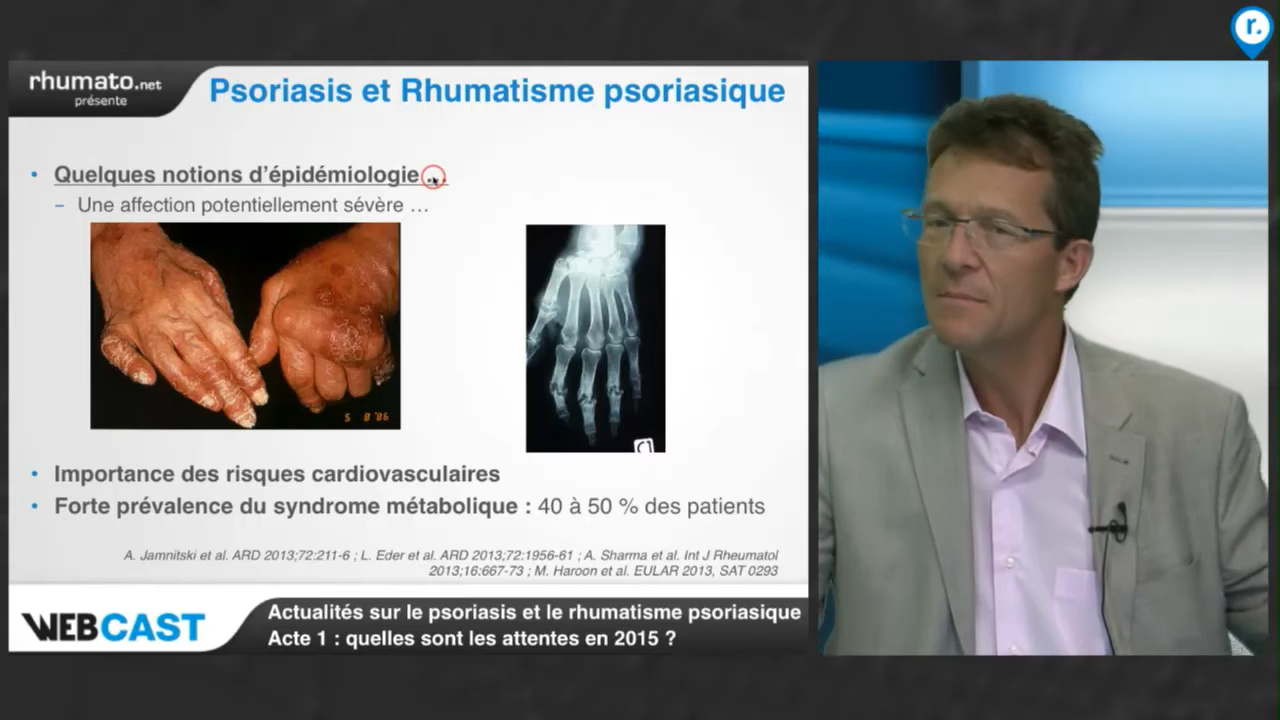 r.
rhumato.net
présente
Psoriasis et Rhumatisme psoriasique
• Quelques notions d'épidémiologie ...
– Une affection potentiellement sévère ...
5 8 '86
• Importance des risques cardiovasculaires
• Forte prévalence du syndrome métabolique : 40 à 50 % des patients
A. Jamnitski et al. ARD 2013;72:211-6 ; L. Eder et al. ARD 2013;72:1956-61 ; A. Sharma et al. Int J Rheumatol
2013;16:667-73 ; M. Haroon et al. EULAR 2013, SAT 0293
WEBCAST
Actualités sur le psoriasis et le rhumatisme psoriasique
Acte 1 : quelles sont les attentes en 2015 ?